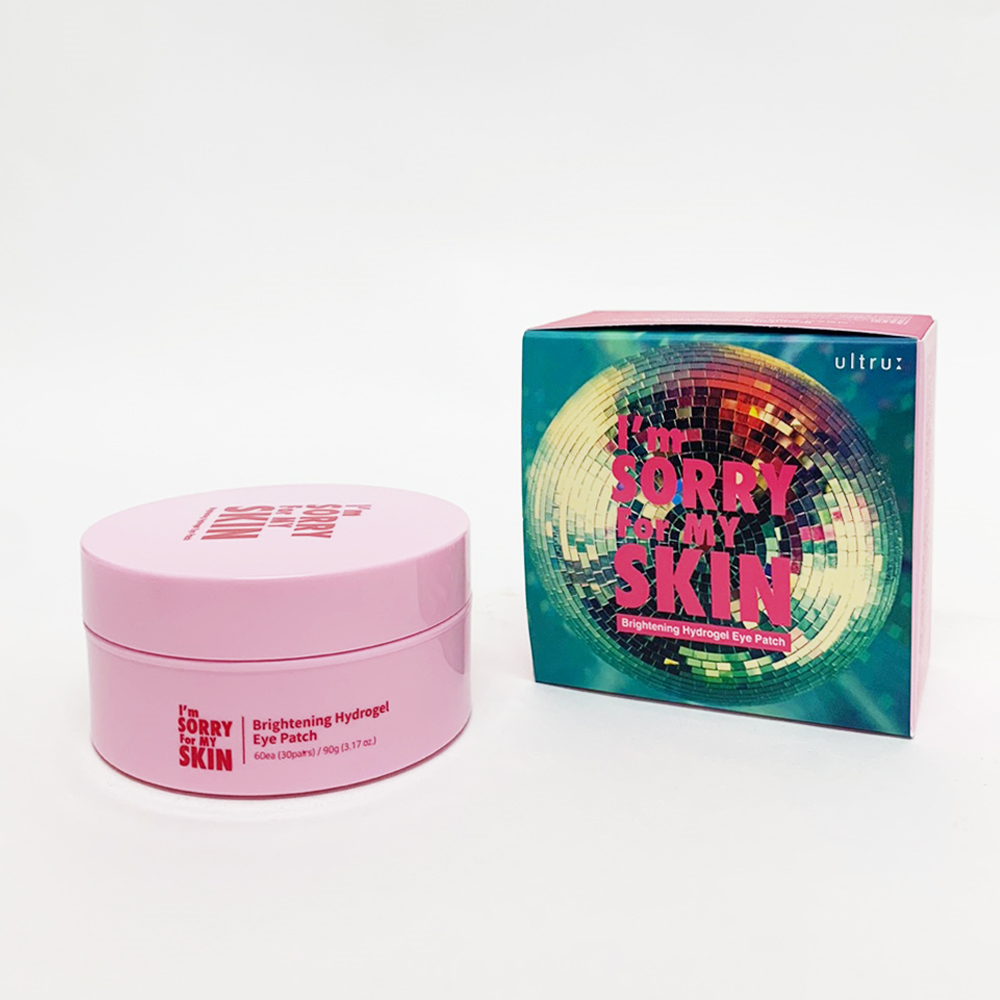 I'm
SORRY
For MY
SKIN
I'm
SORRY
For MY
SKIN
Brightening Hydrogel
Eye Patch
60ea (30pairs) / 90g (3.17 oz.)
ultru
I'm
SORRY
For MY
SKIN
Brightening Hydrogel Eye Patch